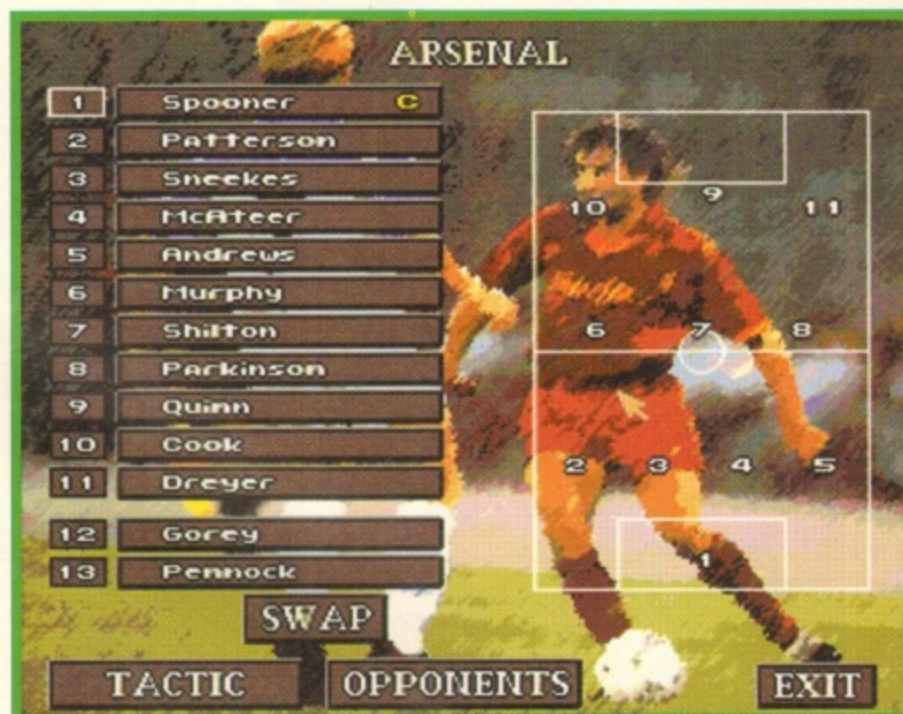 ARSENAL
1 Spooner C
2 Patterson
3 Sneekes
4 McAteer
5 Andrews
6 Murphy
7 Shilton
8 Parkinson
9 Quinn
10 Cook
11 Dreyer
12 Gorey
13 Pennock
9
10 11
6 7 8
2 3 4 5
1
SWAP
TACTIC OPPONENTS EXIT